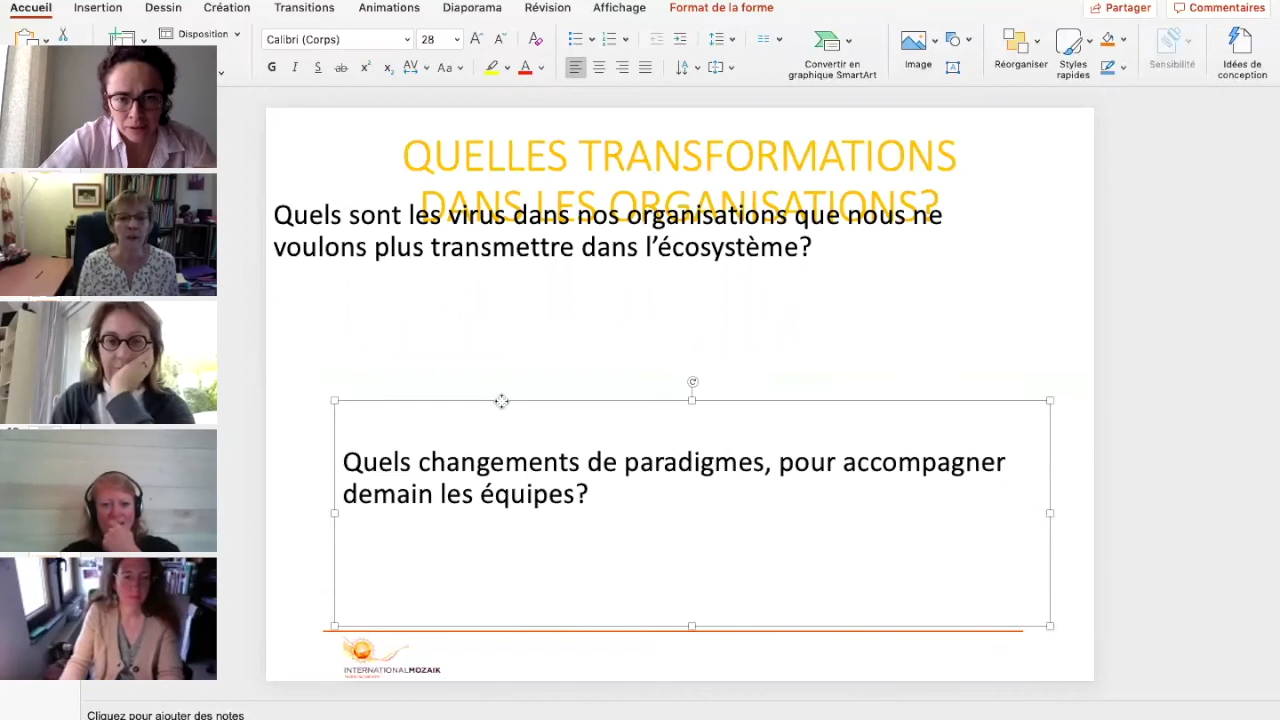 Accueil Insertion Dessin Création Transitions Animations Diaporama Révision Affichage Format de la forme Partager Commentaires
Disposition
Calibri (Corps) 28
Convertir en
graphique SmartArt
Image
Réorganiser
Styles
rapides
Sensibilité
Idées de
conception
QUELLES TRANSFORMATIONS
DANS LES ORGANISATIONS?
Quels sont les virus dans nos organisations que nous ne
voulons plus transmettre dans l’écosystème?
Quels changements de paradigmes, pour accompagner
demain les équipes?
INTERNATIONALMOZAIK
Cliquez pour ajouter des notes